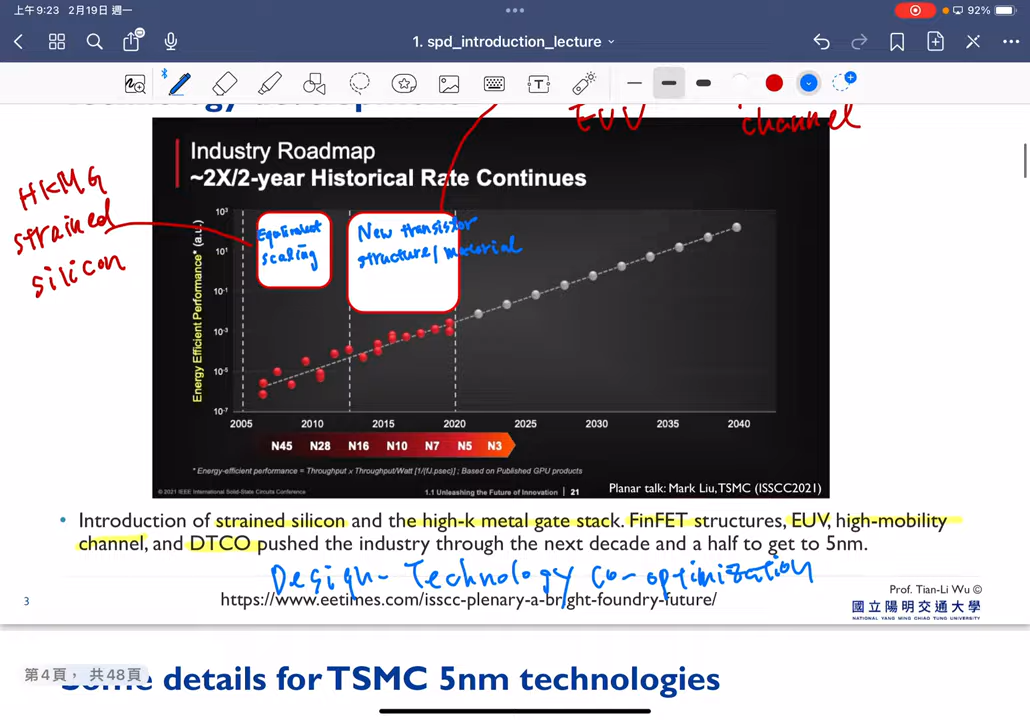 上午9:23 2月19日 週一
92%
1. spd_introduction_lecture
EUV
channel
Industry Roadmap
~2X/2-year Historical Rate Continues
HKMG
strained
silicon
Equivalent
scaling
New transistor
structure/material
Energy Efficient Performance* (a.u.)
10³
10¹
10⁻¹
10⁻³
10⁻⁵
10⁻⁷
2005 2010 2015 2020 2025 2030 2035 2040
N45 N28 N16 N10 N7 N5 N3
* Energy-efficient performance = Throughput x Throughput/Watt [1/(fJ.psec)] ; Based on Published GPU products
© 2021 IEEE International Solid-State Circuits Conference
1.1 Unleashing the Future of Innovation | 21
Planar talk: Mark Liu, TSMC (ISSCC2021)
• Introduction of strained silicon and the high-k metal gate stack. FinFET structures, EUV, high-mobility
channel, and DTCO pushed the industry through the next decade and a half to get to 5nm.
Design-Technology co-optimization
3
https://www.eetimes.com/isscc-plenary-a-bright-foundry-future/
Prof. Tian-Li Wu ©
國立陽明交通大學
NATIONAL YANG MING CHIAO TUNG UNIVERSITY
第4頁， 共48頁
Some details for TSMC 5nm technologies